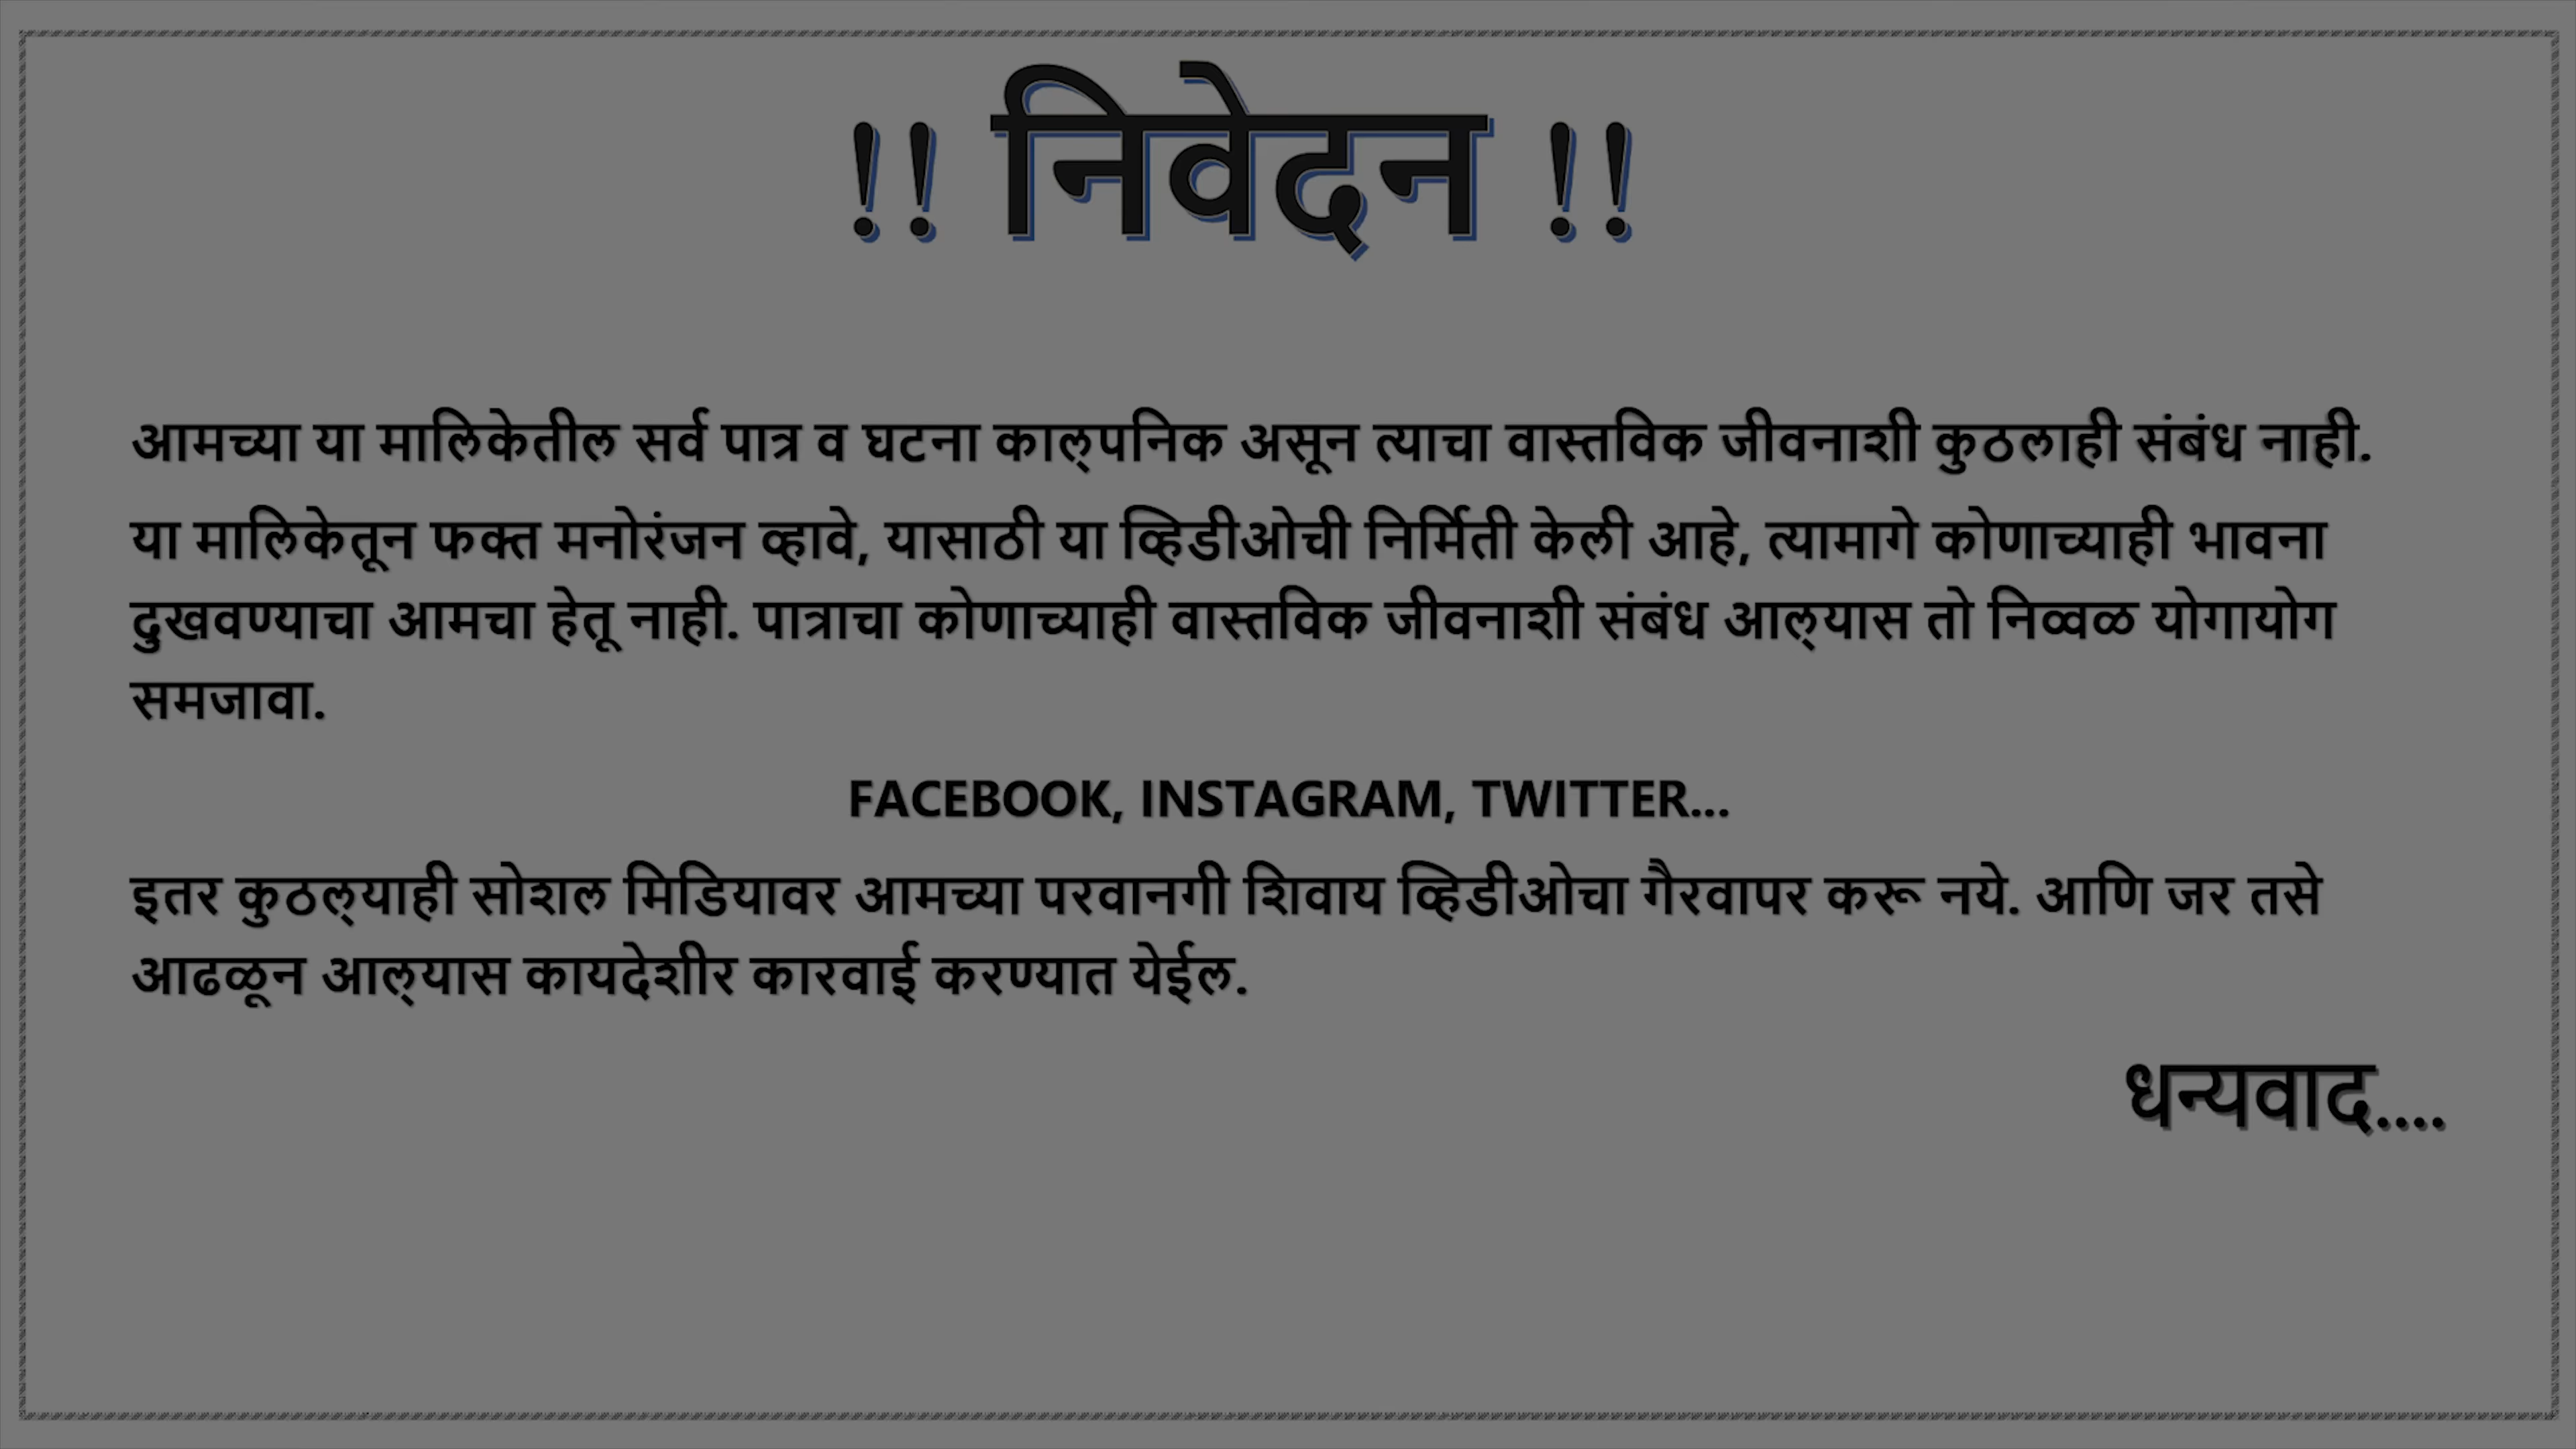 !! निवेदन !!
आमच्या या मालिकेतील सर्व पात्र व घटना काल्पनिक असून त्याचा वास्तविक जीवनाशी कुठलाही संबंध नाही.
या मालिकेतून फक्त मनोरंजन व्हावे, यासाठी या व्हिडीओची निर्मिती केली आहे, त्यामागे कोणाच्याही भावना
दुखवण्याचा आमचा हेतू नाही. पात्राचा कोणाच्याही वास्तविक जीवनाशी संबंध आल्यास तो निव्वळ योगायोग
समजावा.
FACEBOOK, INSTAGRAM, TWITTER...
इतर कुठल्याही सोशल मिडियावर आमच्या परवानगी शिवाय व्हिडीओचा गैरवापर करू नये. आणि जर तसे
आढळून आल्यास कायदेशीर कारवाई करण्यात येईल.
धन्यवाद....